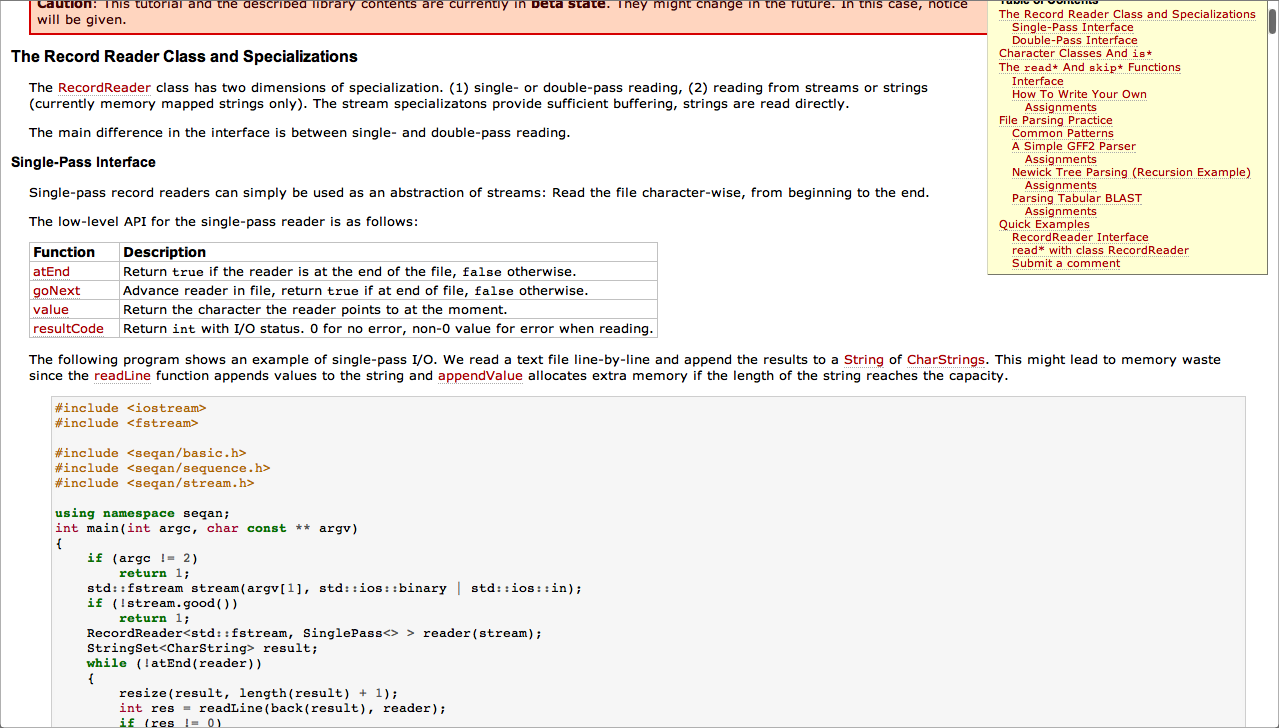 Caution: This tutorial and the described library contents are currently in beta state. They might change in the future. In this case, notice
will be given.
Table of Contents
The Record Reader Class and Specializations
Single-Pass Interface
Double-Pass Interface
Character Classes And is*
The read* And skip* Functions
Interface
How To Write Your Own
Assignments
File Parsing Practice
Common Patterns
A Simple GFF2 Parser
Assignments
Newick Tree Parsing (Recursion Example)
Assignments
Parsing Tabular BLAST
Assignments
Quick Examples
RecordReader Interface
read* with class RecordReader
Submit a comment
The Record Reader Class and Specializations
The RecordReader class has two dimensions of specialization. (1) single- or double-pass reading, (2) reading from streams or strings
(currently memory mapped strings only). The stream specializatons provide sufficient buffering, strings are read directly.
The main difference in the interface is between single- and double-pass reading.
Single-Pass Interface
Single-pass record readers can simply be used as an abstraction of streams: Read the file character-wise, from beginning to the end.
The low-level API for the single-pass reader is as follows:
Function Description
atEnd Return true if the reader is at the end of the file, false otherwise.
goNext Advance reader in file, return true if at end of file, false otherwise.
value Return the character the reader points to at the moment.
resultCode Return int with I/O status. 0 for no error, non-0 value for error when reading.
The following program shows an example of single-pass I/O. We read a text file line-by-line and append the results to a String of CharStrings. This might lead to memory waste
since the readLine function appends values to the string and appendValue allocates extra memory if the length of the string reaches the capacity.
#include <iostream>
#include <fstream>
#include <seqan/basic.h>
#include <seqan/sequence.h>
#include <seqan/stream.h>
using namespace seqan;
int main(int argc, char const ** argv)
{
if (argc != 2)
return 1;
std::fstream stream(argv[1], std::ios::binary | std::ios::in);
if (!stream.good())
return 1;
RecordReader<std::fstream, SinglePass<> > reader(stream);
StringSet<CharString> result;
while (!atEnd(reader))
{
resize(result, length(result) + 1);
int res = readLine(back(result), reader);
if (res != 0)